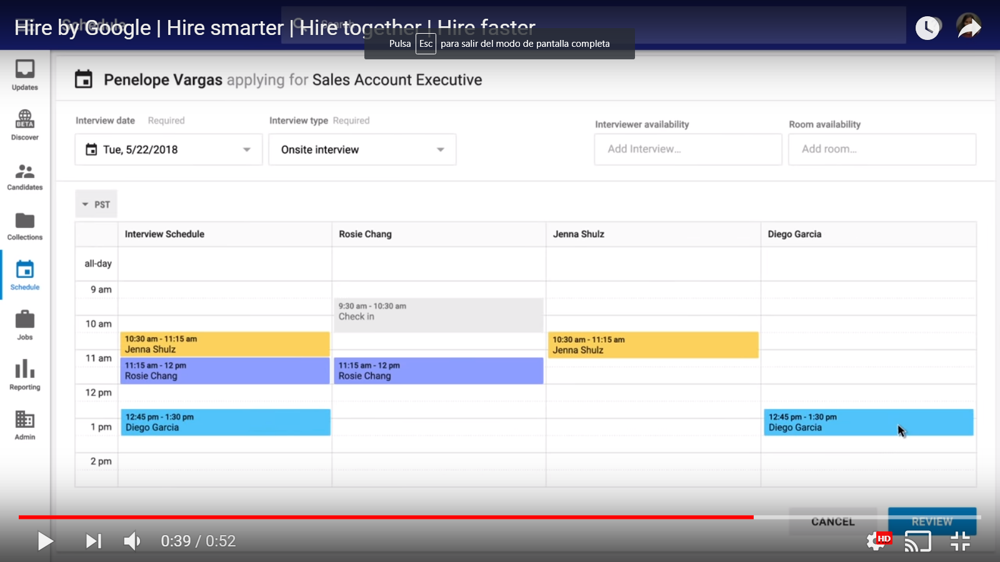 Hire by Google | Hire smarter | Hire together | Hire faster
Schedule
Search
Pulsa Esc para salir del modo de pantalla completa
Updates
BETA
Discover
Candidates
Collections
Schedule
Jobs
Reporting
Admin
Penelope Vargas applying for Sales Account Executive
Interview date Required
Interview type Required
Interviewer availability
Room availability
Tue, 5/22/2018
Onsite interview
Add Interview...
Add room...
PST
Interview Schedule
Rosie Chang
Jenna Shulz
Diego Garcia
all-day
9 am
9:30 am - 10:30 am
Check in
10 am
10:30 am - 11:15 am
Jenna Shulz
10:30 am - 11:15 am
Jenna Shulz
11 am
11:15 am - 12 pm
Rosie Chang
11:15 am - 12 pm
Rosie Chang
12 pm
12:45 pm - 1:30 pm
Diego Garcia
12:45 pm - 1:30 pm
Diego Garcia
1 pm
2 pm
CANCEL
REVIEW
0:39 / 0:52
HD